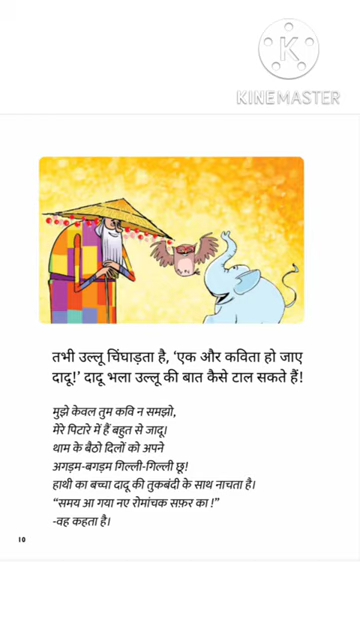 K
KINEMASTER
तभी उल्लू चिंघाड़ता है, ‘एक और कविता हो जाए
दादू!’ दादू भला उल्लू की बात कैसे टाल सकते हैं!
मुझे केवल तुम कवि न समझो,
मेरे पिटारे में हैं बहुत से जादू।
थाम के बैठो दिलों को अपने
अगड़म-बगड़म गिल्ली-गिल्ली छू!
हाथी का बच्चा दादू की तुकबंदी के साथ नाचता है।
“समय आ गया नए रोमांचक सफ़र का !”
-वह कहता है।
10